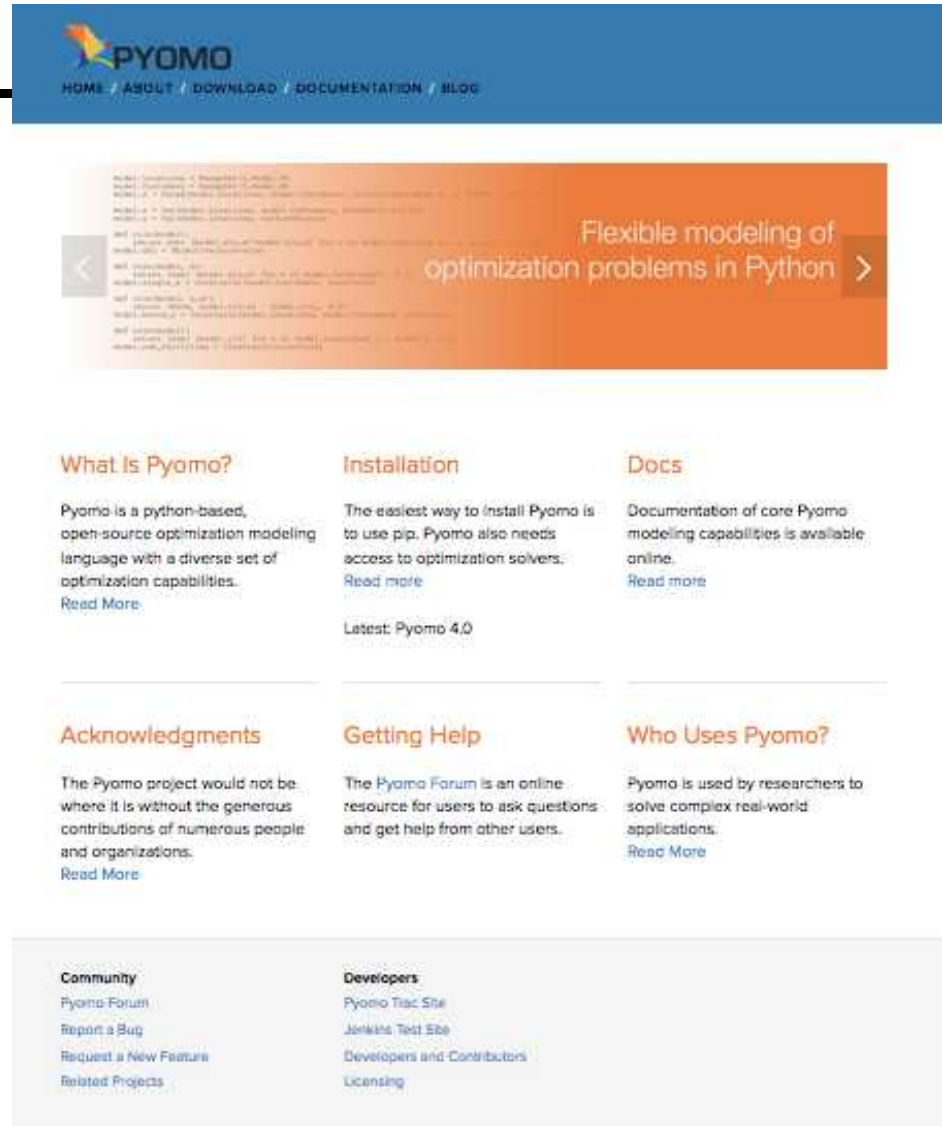 PYOMO
HOME / ABOUT / DOWNLOAD / DOCUMENTATION / BLOG
Flexible modeling of
optimization problems in Python
What Is Pyomo?
Pyomo is a python-based,
open-source optimization modeling
language with a diverse set of
optimization capabilities.
Read More
Installation
The easiest way to install Pyomo is
to use pip. Pyomo also needs
access to optimization solvers.
Read more
Latest: Pyomo 4.0
Docs
Documentation of core Pyomo
modeling capabilities is available
online.
Read more
Acknowledgments
The Pyomo project would not be
where it is without the generous
contributions of numerous people
and organizations.
Read More
Getting Help
The Pyomo Forum is an online
resource for users to ask questions
and get help from other users.
Who Uses Pyomo?
Pyomo is used by researchers to
solve complex real-world
applications.
Read More
Community
Pyomo Forum
Report a Bug
Request a New Feature
Related Projects
Developers
Pyomo Trac Site
Jenkins Test Site
Developers and Contributors
Licensing